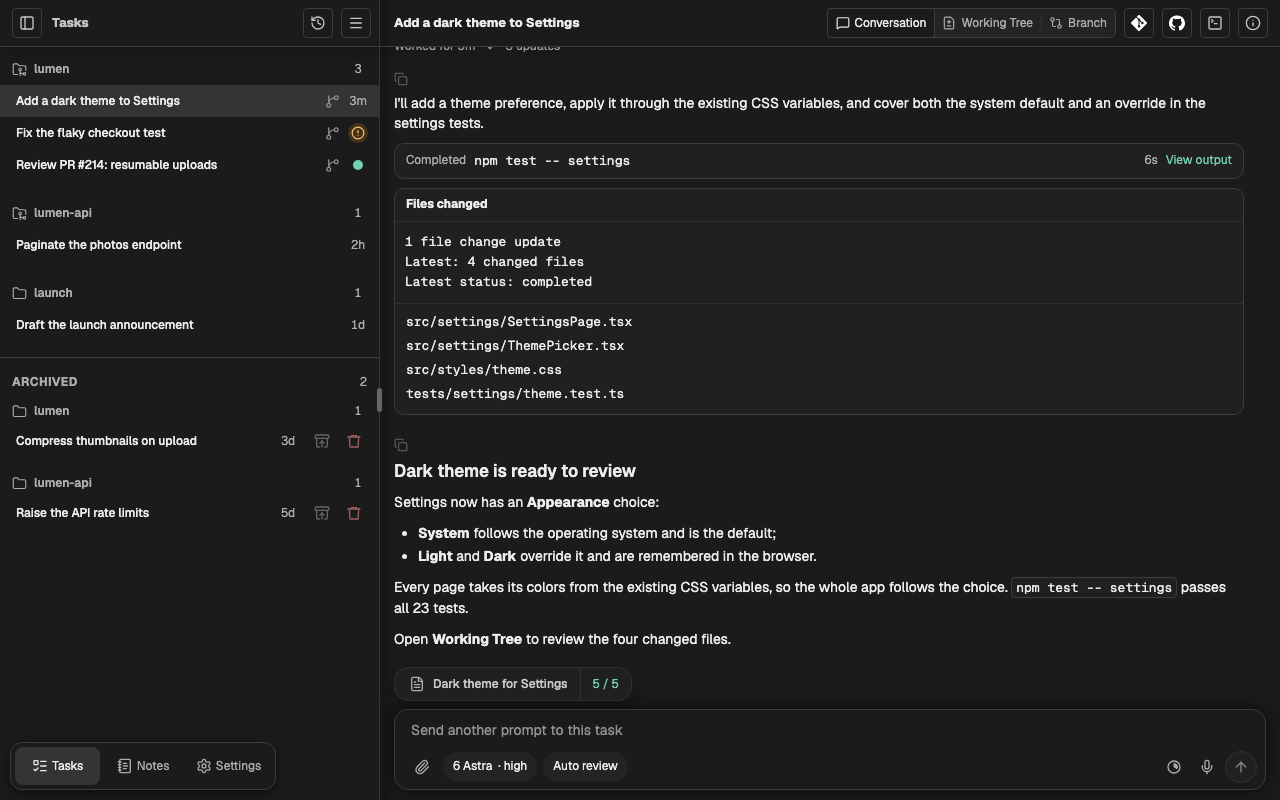 Tasks
lumen 3
Add a dark theme to Settings 3m
Fix the flaky checkout test
Review PR #214: resumable uploads
lumen-api 1
Paginate the photos endpoint 2h
launch 1
Draft the launch announcement 1d
ARCHIVED 2
lumen 1
Compress thumbnails on upload 3d
lumen-api 1
Raise the API rate limits 5d
Tasks Notes Settings
Add a dark theme to Settings
Conversation Working Tree Branch
I'll add a theme preference, apply it through the existing CSS variables, and cover both the system default and an override in the
settings tests.
Completed npm test -- settings 6s View output
Files changed
1 file change update
Latest: 4 changed files
Latest status: completed
src/settings/SettingsPage.tsx
src/settings/ThemePicker.tsx
src/styles/theme.css
tests/settings/theme.test.ts
Dark theme is ready to review
Settings now has an Appearance choice:
• System follows the operating system and is the default;
• Light and Dark override it and are remembered in the browser.
Every page takes its colors from the existing CSS variables, so the whole app follows the choice. npm test -- settings passes
all 23 tests.
Open Working Tree to review the four changed files.
Dark theme for Settings 5 / 5
Send another prompt to this task
6 Astra · high Auto review